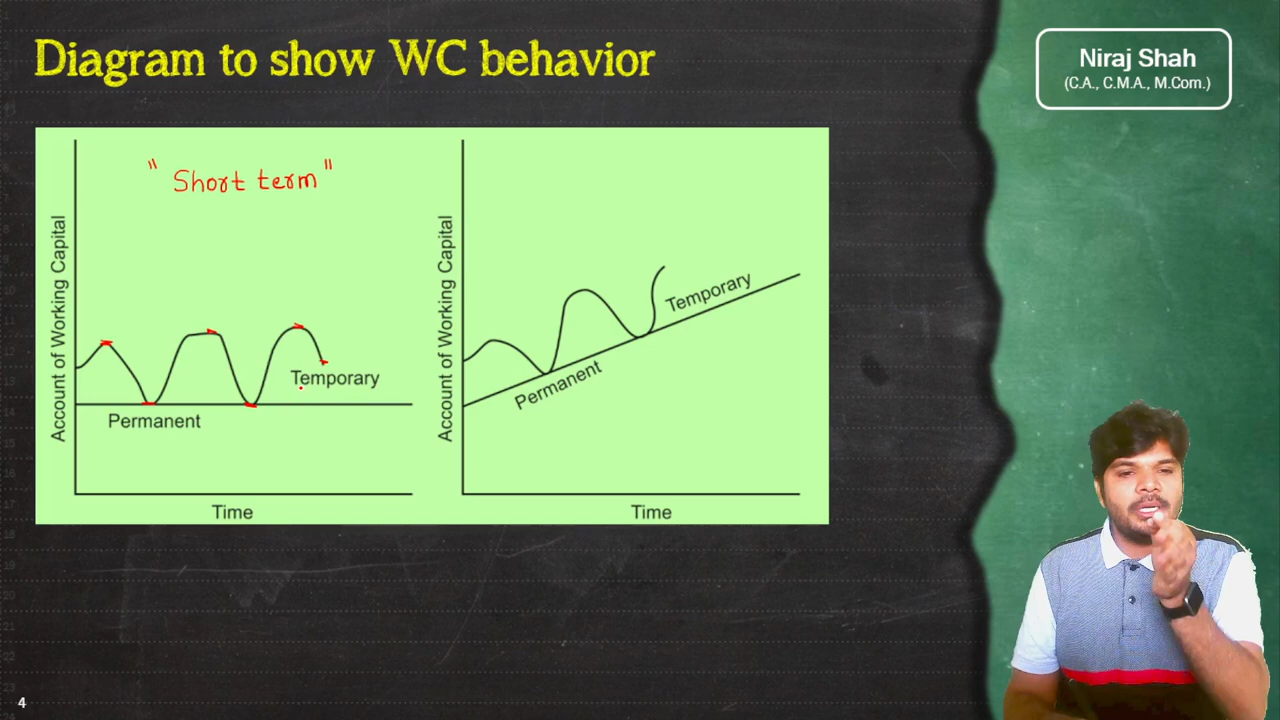 Diagram to show WC behavior
Niraj Shah
(C.A., C.M.A., M.Com.)
" Short term "
Account of Working Capital
Temporary
Permanent
Time
Account of Working Capital
Temporary
Permanent
Time
4